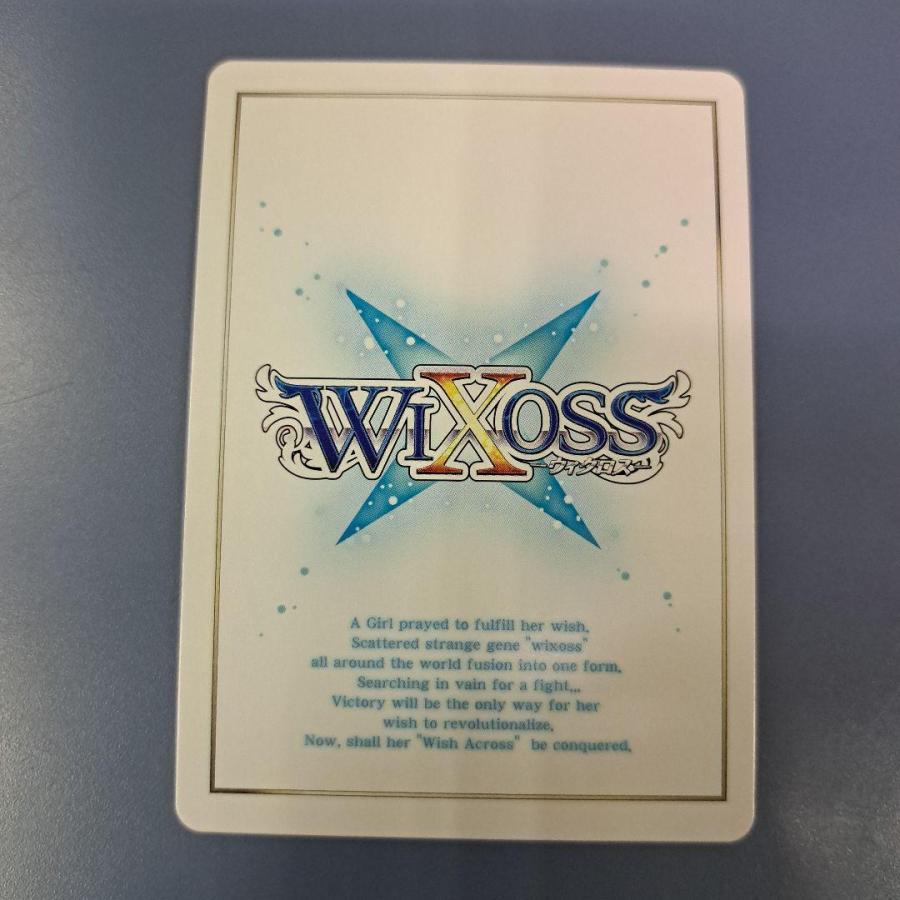 WIXOSS
-ウィクロス-
A Girl prayed to fulfill her wish.
Scattered strange gene "wixoss"
all around the world fusion into one form.
Searching in vain for a fight...
Victory will be the only way for her
wish to revolutionalize.
Now, shall her "Wish Across" be conquered.